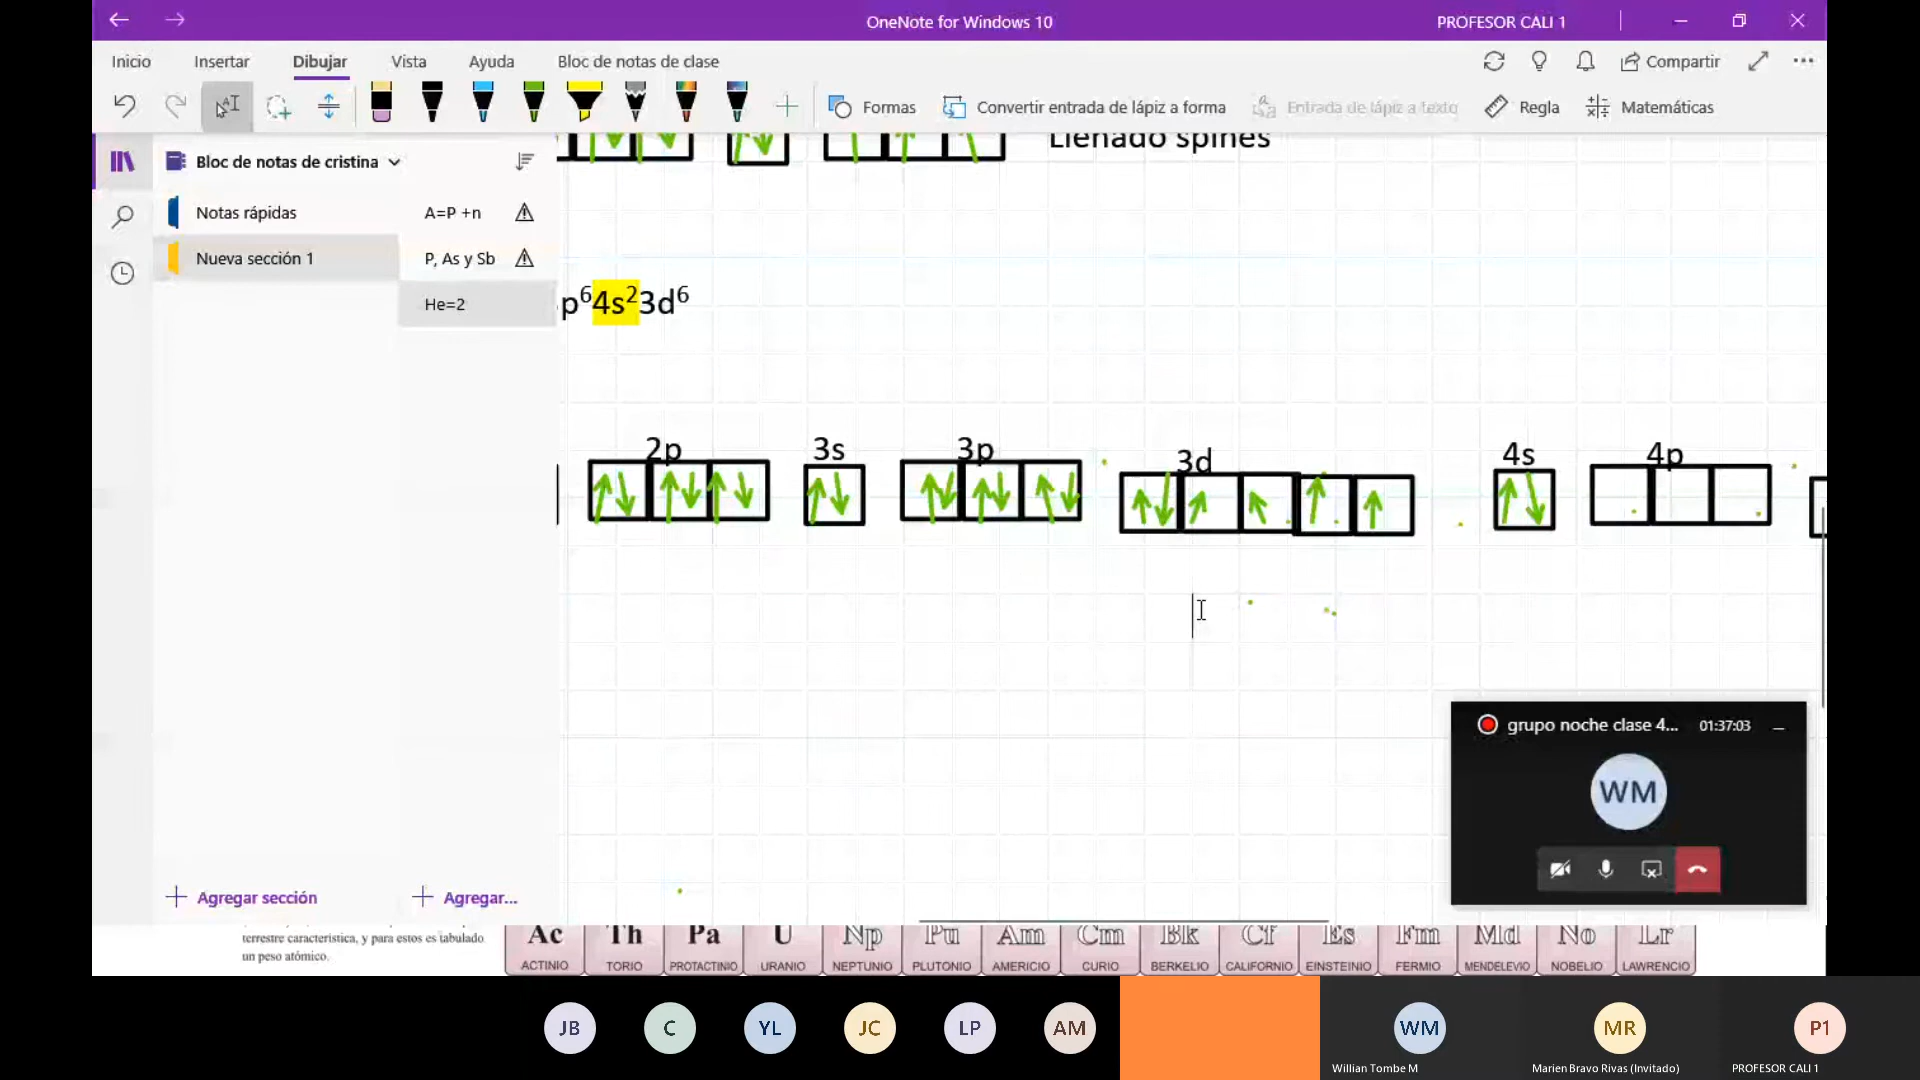 OneNote for Windows 10
PROFESOR CALI 1
Inicio Insertar Dibujar Vista Ayuda Bloc de notas de clase Compartir
Formas Convertir entrada de lápiz a forma Entrada de lápiz a texto Regla Matemáticas
Bloc de notas de cristina
Notas rápidas
Nueva sección 1
A=P +n
P, As y Sb
He=2
Llenado spines
p⁶4s²3d⁶
2p 3s 3p 3d 4s 4p
grupo noche clase 4... 01:37:03
WM
Agregar sección Agregar...
terrestre característica, y para estos es tabulado
un peso atómico.
Ac Th Pa U Np Pu Am Cm Bk Cf Es Fm Md No Lr
ACTINIO TORIO PROTACTINIO URANIO NEPTUNIO PLUTONIO AMERICIO CURIO BERKELIO CALIFORNIO EINSTEINIO FERMIO MENDELEVIO NOBELIO LAWRENCIO
JB C YL JC LP AM WM MR P1
Willian Tombe M Marien Bravo Rivas (Invitado) PROFESOR CALI 1